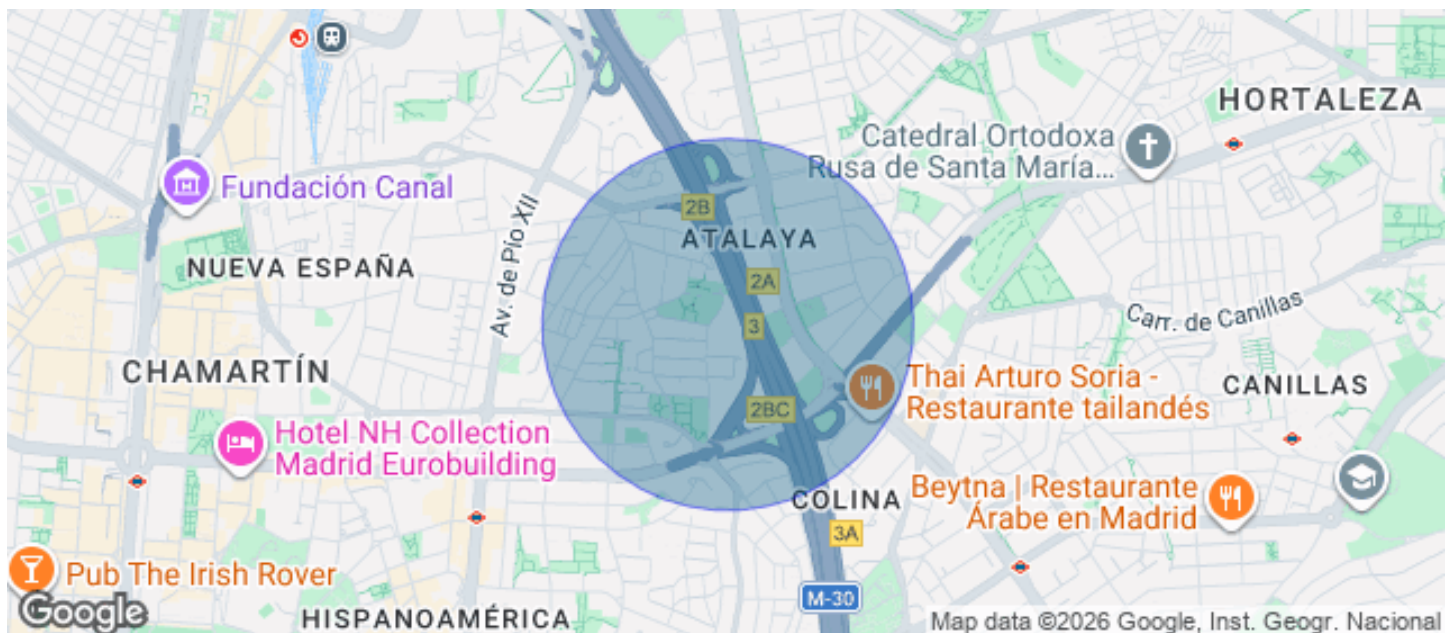 HORTALEZA
Catedral Ortodoxa
Rusa de Santa María...
Fundación Canal
Av. de Pío XII
2B
ATALAYA
NUEVA ESPAÑA
2A
3
Carr. de Canillas
CHAMARTÍN
Thai Arturo Soria -
Restaurante tailandés
CANILLAS
2BC
Hotel NH Collection
Madrid Eurobuilding
COLINA
Beytna | Restaurante
Árabe en Madrid
3A
Pub The Irish Rover
M-30
Google
HISPANOAMÉRICA
Map data ©2026 Google, Inst. Geogr. Nacional